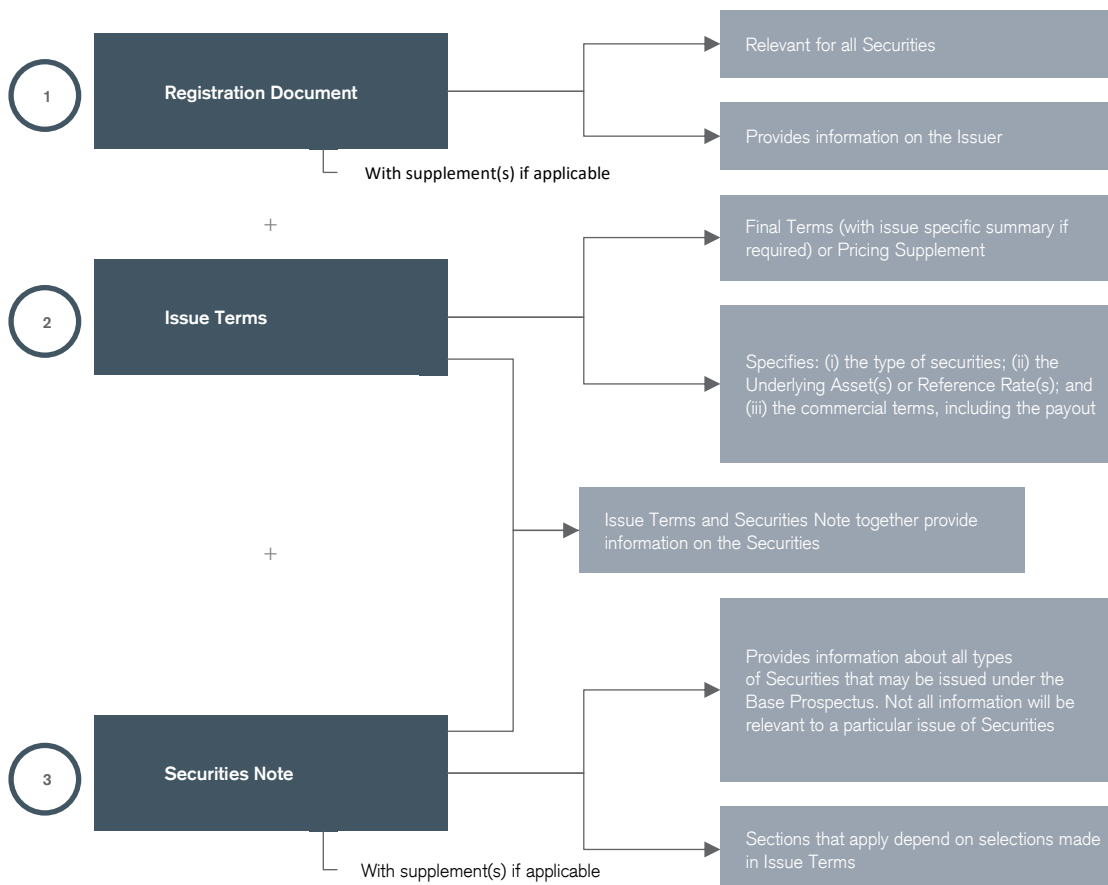 1
Registration Document
With supplement(s) if applicable
Relevant for all Securities
Provides information on the Issuer
+
2
Issue Terms
Final Terms (with issue specific summary if
required) or Pricing Supplement
Specifies: (i) the type of securities; (ii) the
Underlying Asset(s) or Reference Rate(s); and
(iii) the commercial terms, including the payout
Issue Terms and Securities Note together provide
information on the Securities
+
3
Securities Note
With supplement(s) if applicable
Provides information about all types
of Securities that may be issued under the
Base Prospectus. Not all information will be
relevant to a particular issue of Securities
Sections that apply depend on selections made
in Issue Terms